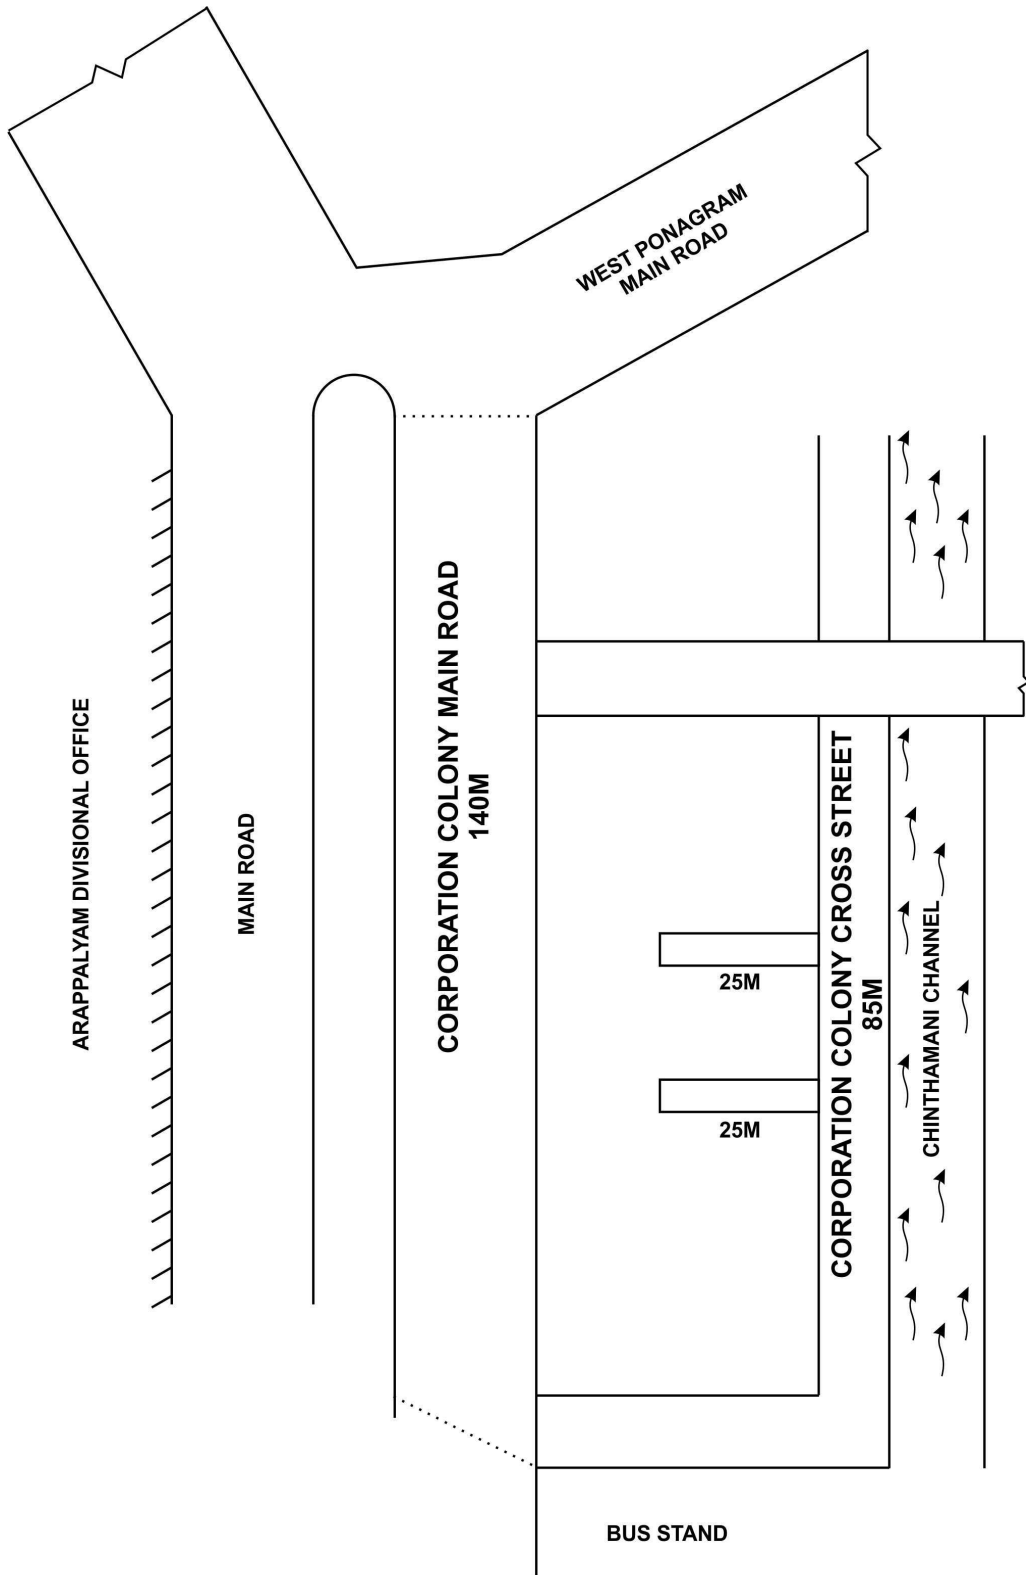 WEST PONAGRAM
MAIN ROAD
ARAPPALYAM DIVISIONAL OFFICE
MAIN ROAD
CORPORATION COLONY MAIN ROAD
140M
25M
25M
CORPORATION COLONY CROSS STREET
85M
CHINTHAMANI CHANNEL
BUS STAND